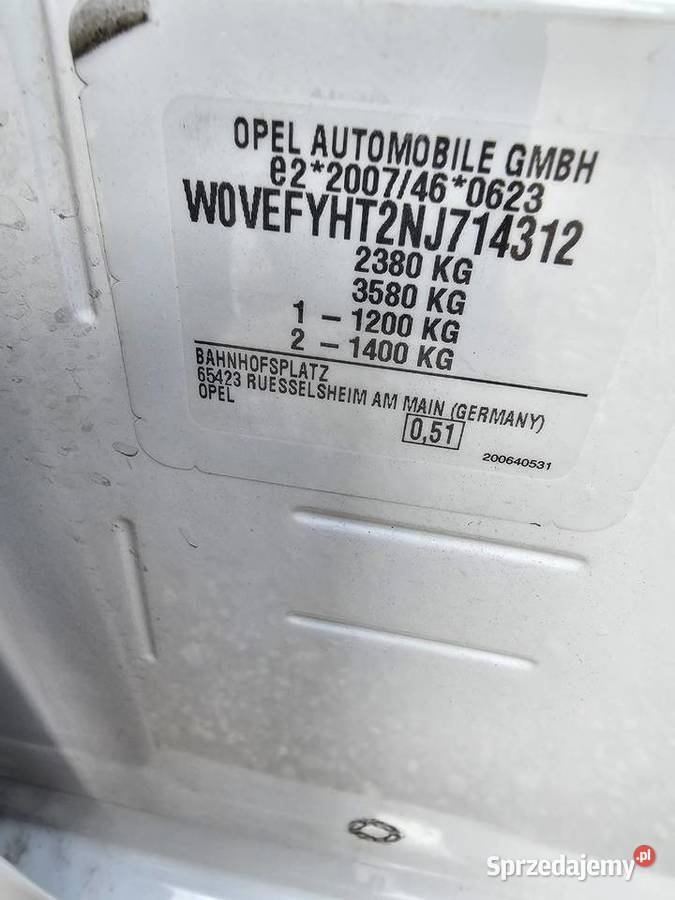 OPEL AUTOMOBILE GMBH
e2*2007/46*0623
W0VEFYHT2NJ714312
2380 KG
3580 KG
1 - 1200 KG
2 - 1400 KG
BAHNHOFSPLATZ
65423 RUESSELSHEIM AM MAIN (GERMANY)
OPEL
0,51
200640531
Sprzedajemy.pl